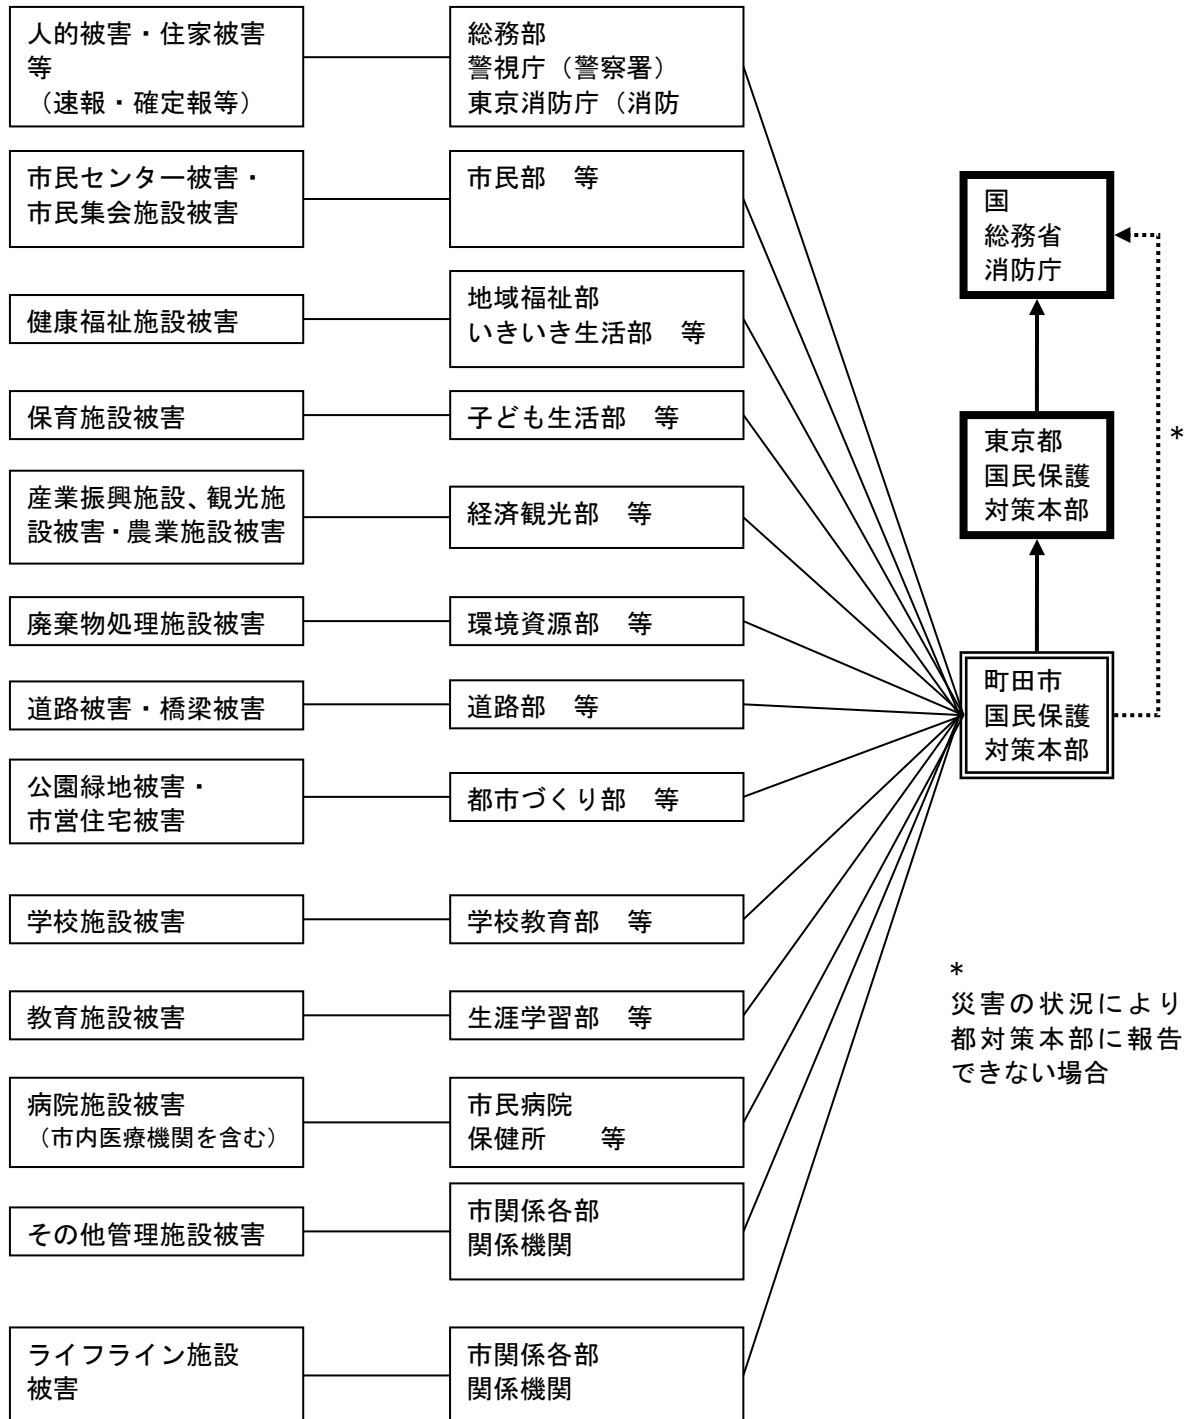 人的被害・住家被害
等
（速報・確定報等）
総務部
警視庁（警察署）
東京消防庁（消防
市民センター被害・
市民集会施設被害
市民部　等
健康福祉施設被害
地域福祉部
いきいき生活部　等
保育施設被害
子ども生活部　等
産業振興施設、観光施
設被害・農業施設被害
経済観光部　等
廃棄物処理施設被害
環境資源部　等
道路被害・橋梁被害
道路部　等
公園緑地被害・
市営住宅被害
都市づくり部　等
学校施設被害
学校教育部　等
教育施設被害
生涯学習部　等
病院施設被害
（市内医療機関を含む）
市民病院
保健所　　等
その他管理施設被害
市関係各部
関係機関
ライフライン施設
被害
市関係各部
関係機関
国
総務省
消防庁
*
東京都
国民保護
対策本部
町田市
国民保護
対策本部
*
災害の状況により
都対策本部に報告
できない場合